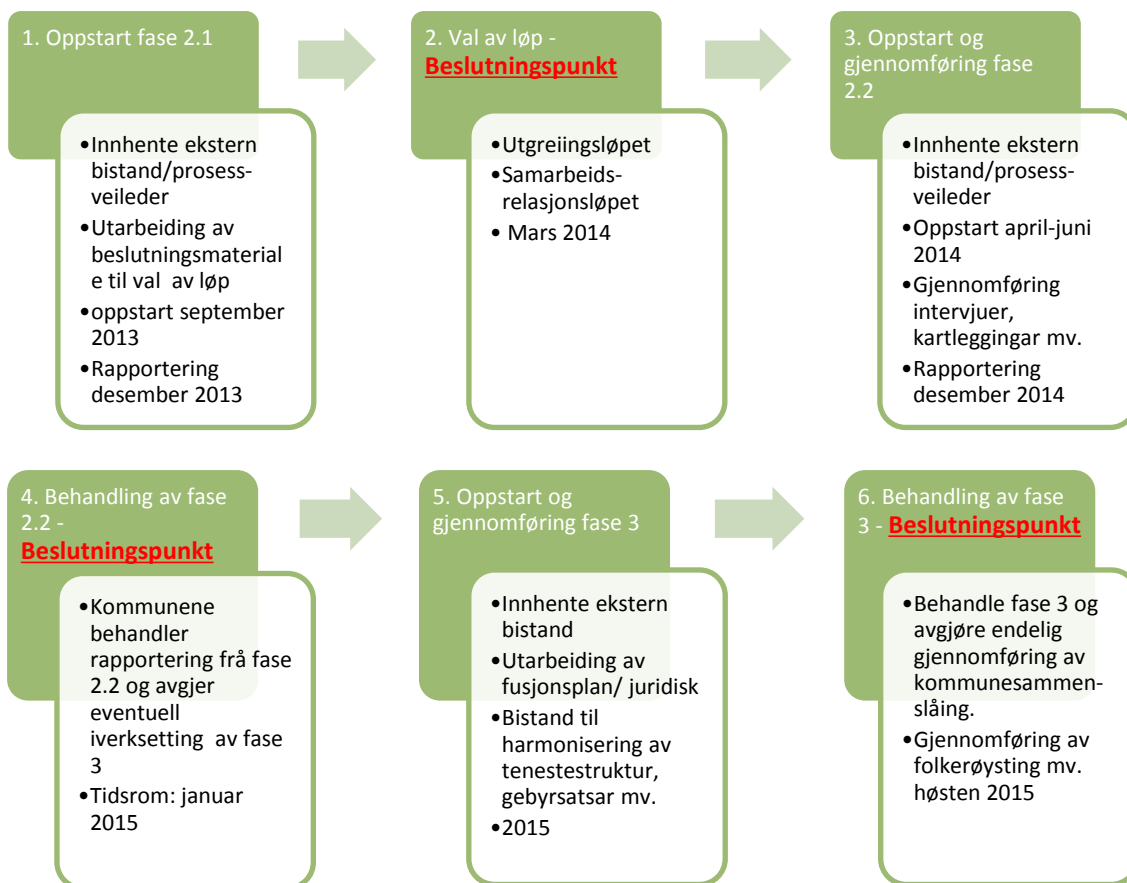 1. Oppstart fase 2.1
•Innhente ekstern
bistand/prosess-
veileder
•Utarbeiding av
beslutningsmaterial
e til val  av løp
•oppstart september
2013
•Rapportering
desember 2013
2. Val av løp -
Beslutningspunkt
•Utgreiingsløpet
•Samarbeids-
relasjonsløpet
• Mars 2014
3. Oppstart og
gjennomføring fase
2.2
•Innhente ekstern
bistand/prosess-
veileder
•Oppstart april-juni
2014
•Gjennomføring
intervjuer,
kartleggingar mv.
•Rapportering
desember 2014
4. Behandling av fase
2.2 -
Beslutningspunkt
•Kommunene
behandler
rapportering frå fase
2.2 og avgjer
eventuell
iverksetting  av fase
3
•Tidsrom: januar
2015
5. Oppstart og
gjennomføring fase 3
•Innhente ekstern
bistand
•Utarbeiding av
fusjonsplan/ juridisk
•Bistand til
harmonisering av
tenestestruktur,
gebyrsatsar mv.
•2015
6. Behandling av fase
3 - Beslutningspunkt
•Behandle fase 3 og
avgjøre endelig
gjennomføring av
kommunesammen-
slåing.
•Gjennomføring av
folkerøysting mv.
høsten 2015